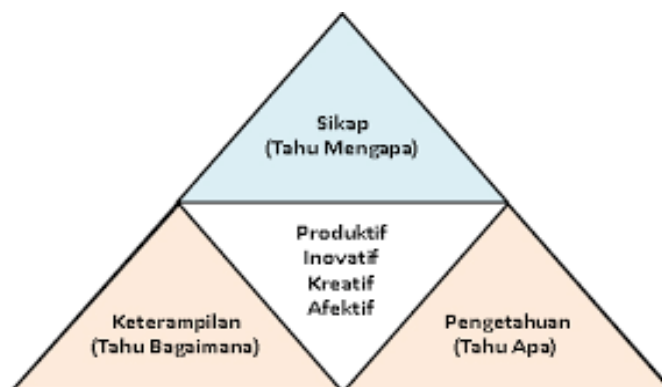 Sikap
(Tahu Mengapa)
Produktif
Inovatif
Kreatif
Afektif
Keterampilan
(Tahu Bagaimana)
Pengetahuan
(Tahu Apa)